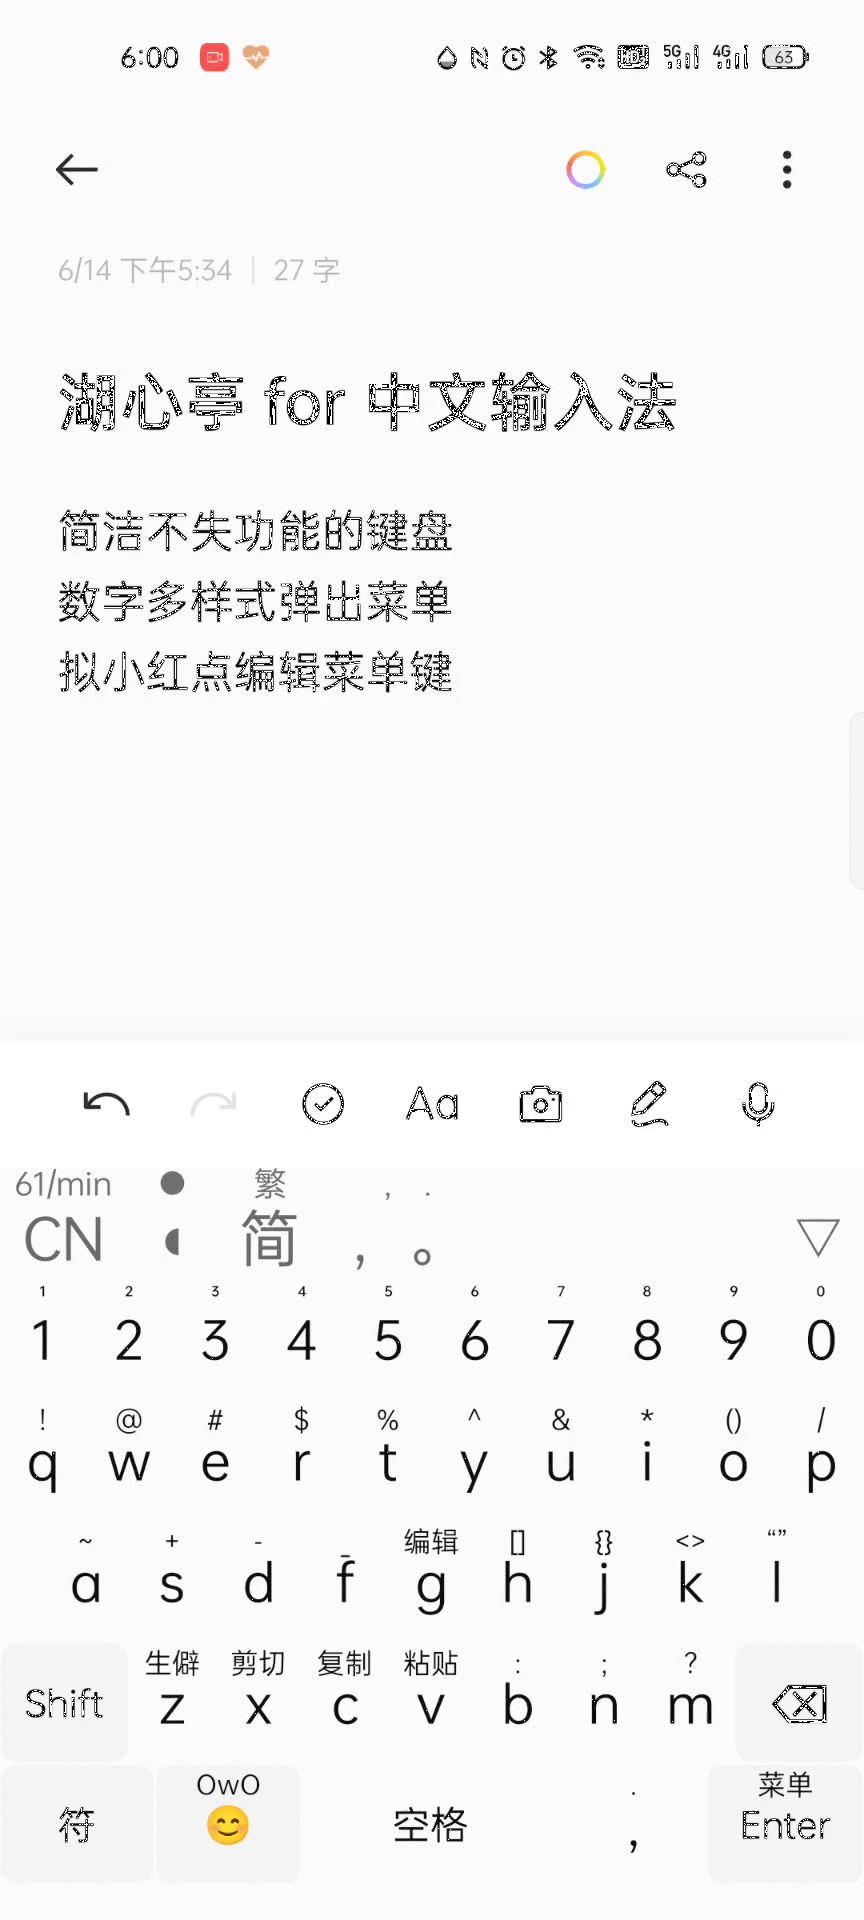 6:00 5G 4G 63
6/14 下午5:34 | 27 字
湖心亭 for 中文输入法
简洁不失功能的键盘
数字多样式弹出菜单
拟小红点编辑菜单键
Aa
61/min ● 繁 , .
CN 简 , 。
1 2 3 4 5 6 7 8 9 0
1 2 3 4 5 6 7 8 9 0
! @ # $ % ^ & * () /
q w e r t y u i o p
~ + - _ 编辑 [] {} <> “”
a s d f g h j k l
生僻 剪切 复制 粘贴 : ; ?
Shift z x c v b n m
OwO . 菜单
符 😊 空格 , Enter